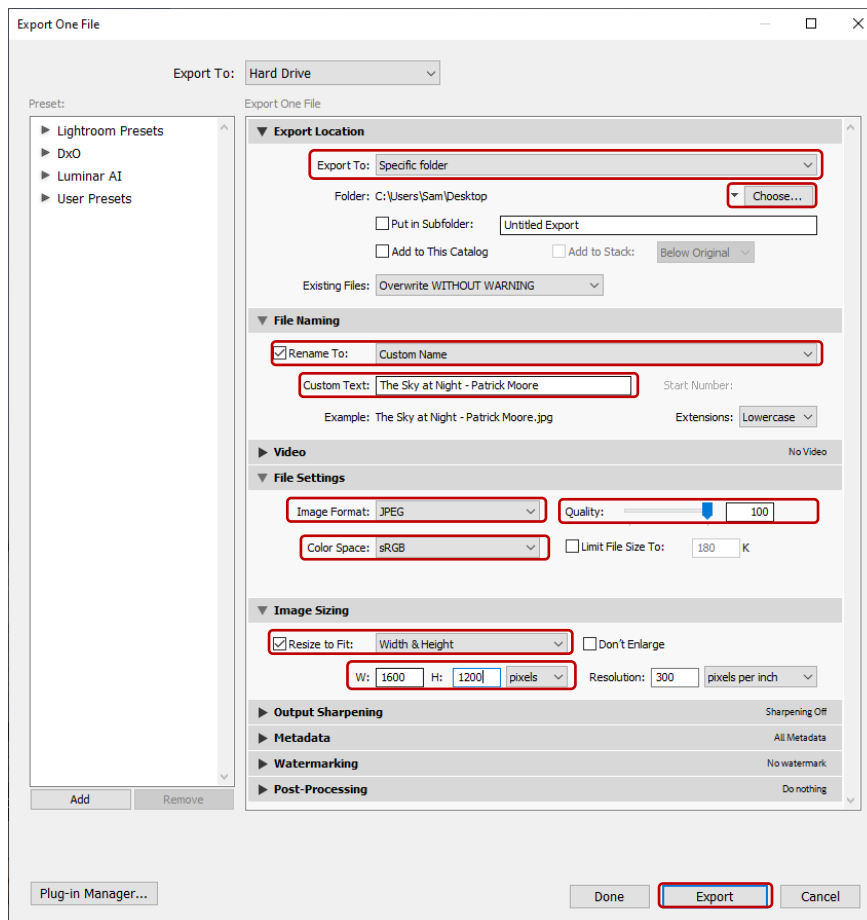 Export One File
Export To: Hard Drive
Preset:
Export One File
Lightroom Presets
DxO
Luminar AI
User Presets
Export Location
Export To: Specific folder
Folder: C:\Users\Sam\Desktop Choose...
Put in Subfolder: Untitled Export
Add to This Catalog Add to Stack: Below Original
Existing Files: Overwrite WITHOUT WARNING
File Naming
Rename To: Custom Name
Custom Text: The Sky at Night - Patrick Moore Start Number:
Example: The Sky at Night - Patrick Moore.jpg Extensions: Lowercase
Video No Video
File Settings
Image Format: JPEG Quality: 100
Color Space: sRGB Limit File Size To: 180 K
Image Sizing
Resize to Fit: Width & Height Don't Enlarge
W: 1600 H: 1200 pixels Resolution: 300 pixels per inch
Output Sharpening Sharpening Off
Metadata All Metadata
Watermarking No watermark
Post-Processing Do nothing
Add Remove
Plug-in Manager... Done Export Cancel